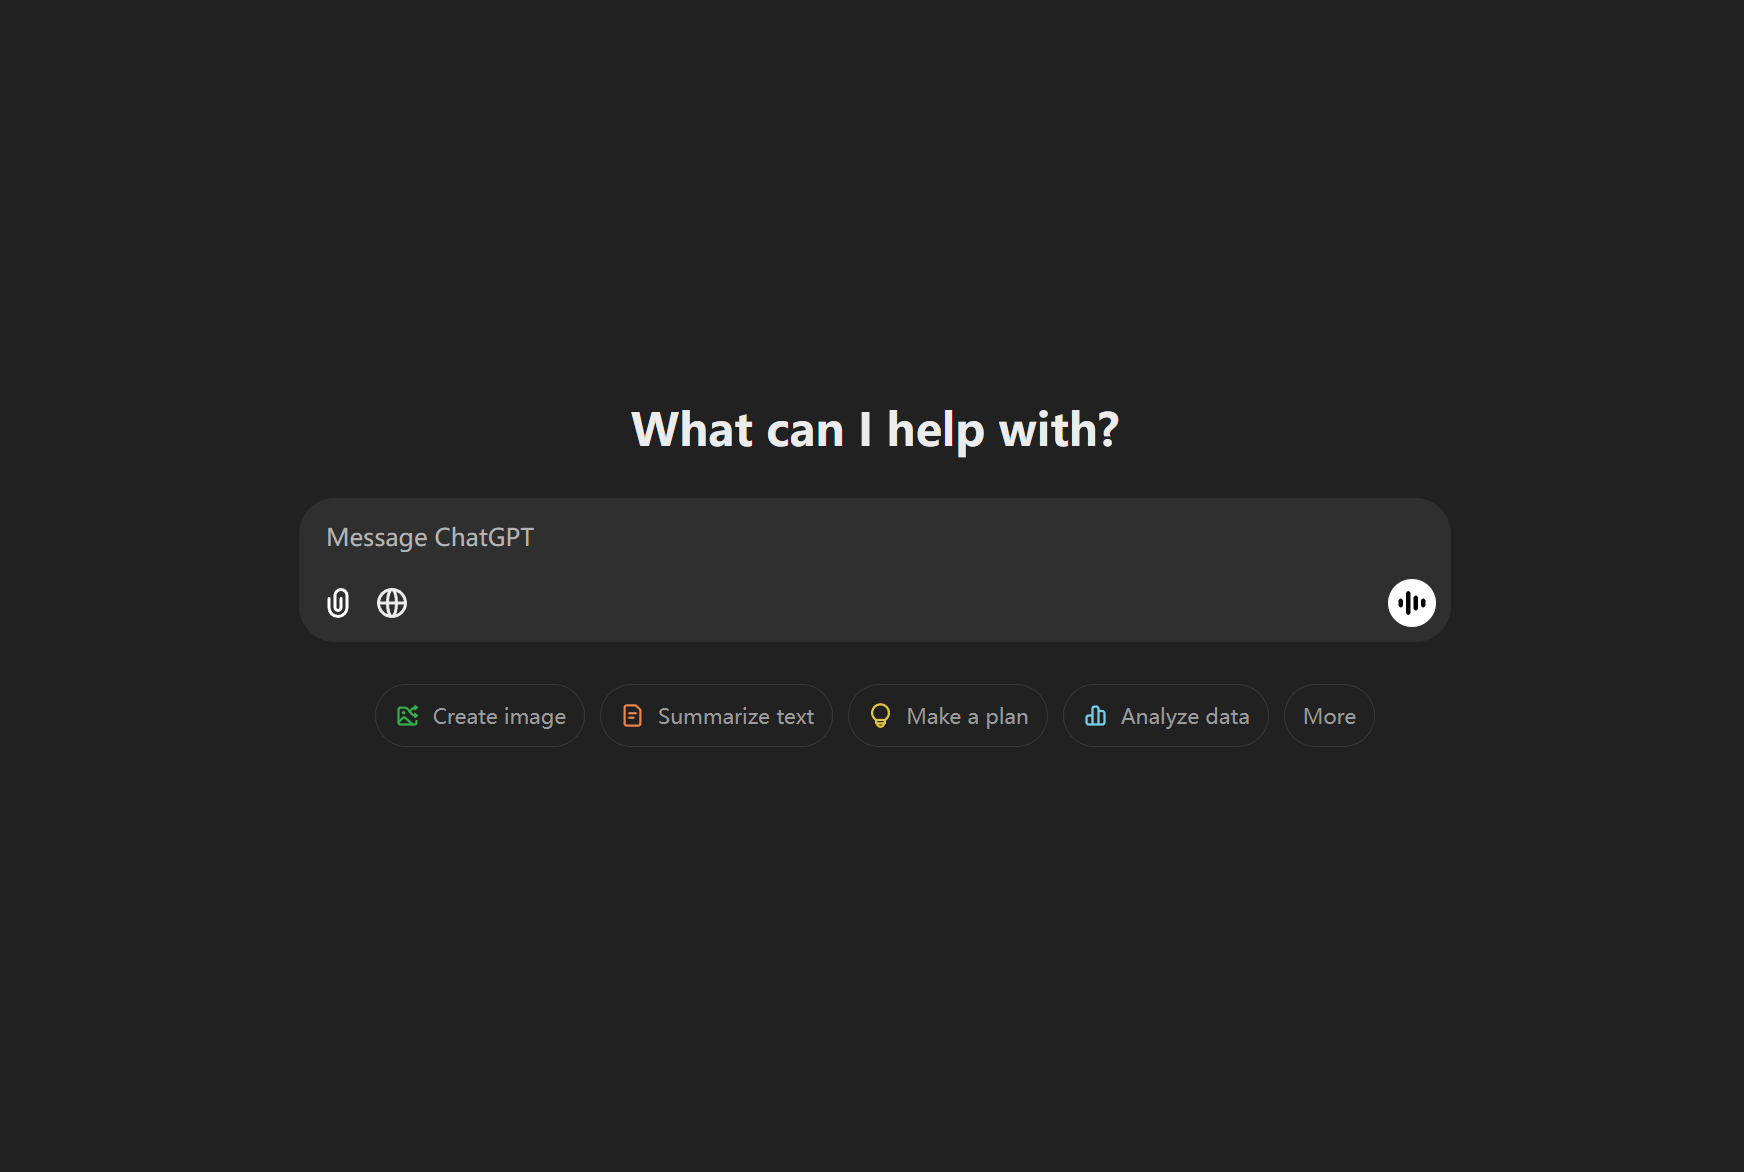 What can I help with?
Message ChatGPT
Create image
Summarize text
Make a plan
Analyze data
More